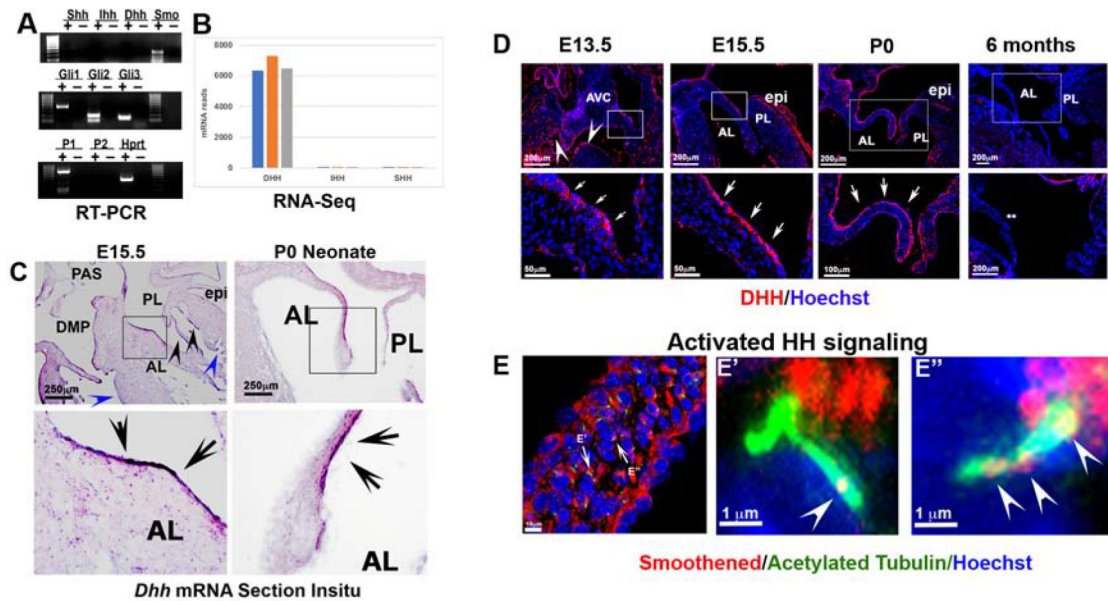 A
Shh Ihh Dhh Smo
+ − + − + − + −
Gli1 Gli2 Gli3
+ − + − + −
P1 P2 Hprt
+ − + − + −
RT-PCR
B
8000
6000
4000
2000
0
mRNA reads
DHH IHH SHH
RNA-Seq
C
E15.5 P0 Neonate
PAS PL epi
DMP
AL
250μm
AL PL
250μm
AL
AL
Dhh mRNA Section Insitu
D
E13.5 E15.5 P0 6 months
AVC
200μm
epi
PL
AL
200μm
epi
PL
AL
200μm
AL PL
200μm
50μm
50μm
100μm
**
200μm
DHH/Hoechst
Activated HH signaling
E
E'
E"
E'
1 μm
E"
1 μm
Smoothened/Acetylated Tubulin/Hoechst